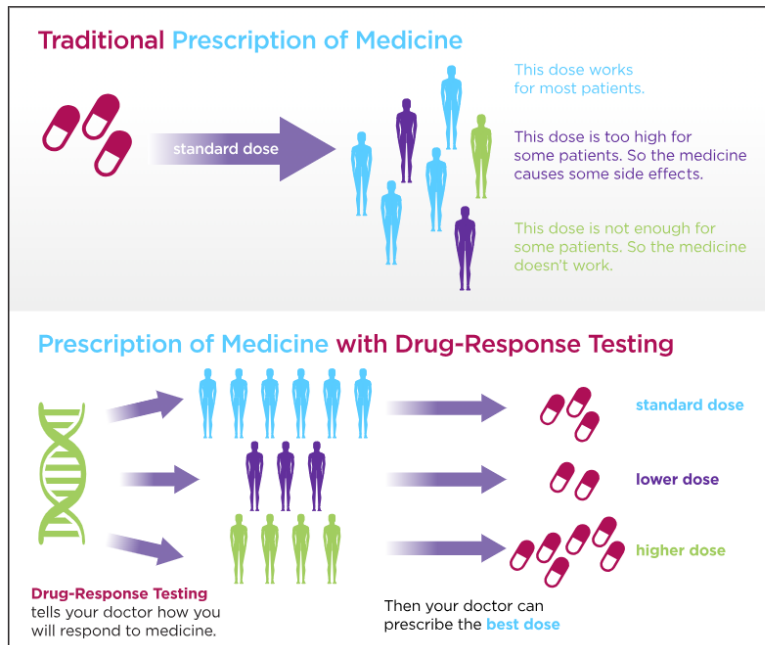 Traditional Prescription of Medicine
standard dose
This dose works
for most patients.
This dose is too high for
some patients. So the medicine
causes some side effects.
This dose is not enough for
some patients. So the medicine
doesn't work.
Prescription of Medicine with Drug-Response Testing
standard dose
lower dose
higher dose
Drug-Response Testing
tells your doctor how you
will respond to medicine.
Then your doctor can
prescribe the best dose